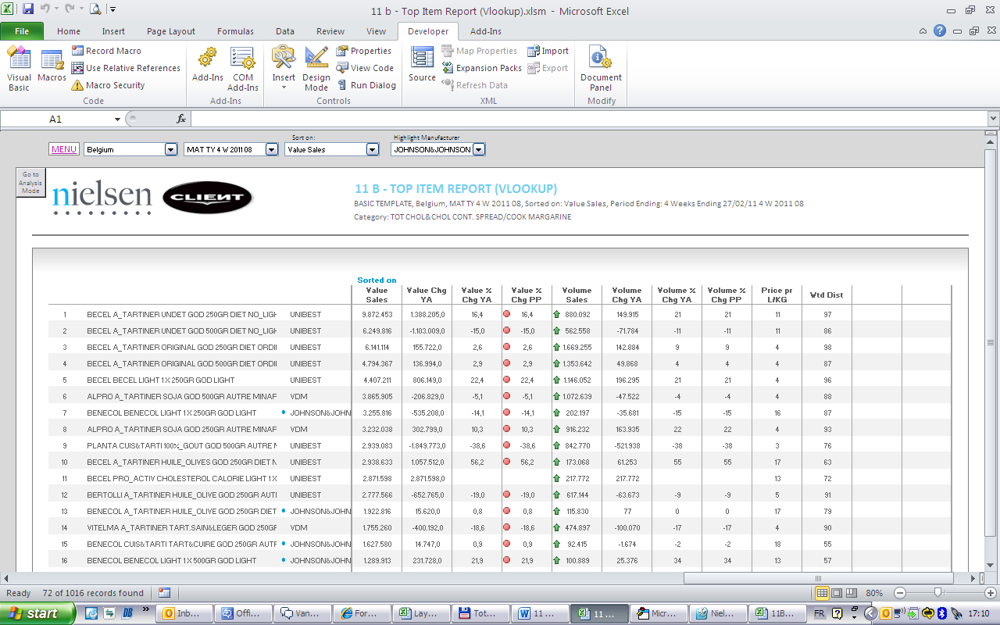 11 b - Top Item Report (Vlookup).xlsm - Microsoft Excel
File Home Insert Page Layout Formulas Data Review View Developer Add-Ins
Visual Basic Macros Record Macro Use Relative References Macro Security
Add-Ins COM Add-Ins Insert Design Mode Properties View Code Run Dialog
Source Map Properties Expansion Packs Refresh Data Import Export Document Panel
Code Add-Ins Controls XML Modify
A1 fx
Sort on: Highlight Manufacturer
MENU Belgium MAT TY 4 W 2011 08 Value Sales JOHNSON&JOHNSON
Go to Analysis Mode
nielsen CLIENT
11 B - TOP ITEM REPORT (VLOOKUP)
BASIC TEMPLATE, Belgium, MAT TY 4 W 2011 08, Sorted on: Value Sales, Period Ending: 4 Weeks Ending 27/02/11 4 W 2011 08
Category: TOT CHOL&CHOL CONT. SPREAD/COOK MARGARINE
Sorted on
Value Sales Value Chg YA Value % Chg YA Value % Chg PP Volume Sales Volume Chg YA Volume % Chg YA Volume % Chg PP Price pr L/KG Wtd Dist
1 BECEL A_TARTINER UNDET GOD 250GR DIET NO_LIGH UNIBEST 9.872.453 1.388.205,0 16,4 16,4 880.092 149.915 21 21 11 97
2 BECEL A_TARTINER UNDET GOD 500GR DIET NO_LIGH UNIBEST 6.249.816 -1.103.009,0 -15,0 -15,0 562.558 -71.784 -11 -11 11 86
3 BECEL A_TARTINER ORIGINAL GOD 250GR DIET ORDII UNIBEST 6.141.114 155.722,0 2,6 2,6 1.669.255 142.884 9 9 4 98
4 BECEL A_TARTINER ORIGINAL GOD 500GR DIET ORDII UNIBEST 4.794.367 136.994,0 2,9 2,9 1.353.642 49.868 4 4 4 87
5 BECEL BECEL LIGHT 1X 250GR GOD LIGHT UNIBEST 4.407.211 806.149,0 22,4 22,4 1.146.052 196.295 21 21 4 96
6 ALPRO A_TARTINER SOJA GOD 500GR AUTRE MINAF VDM 3.865.905 -206.829,0 -5,1 -5,1 1.072.639 -47.522 -4 -4 4 88
7 BENECOL BENECOL LIGHT 1X 250GR GOD LIGHT JOHNSON&JOHN 3.255.816 -535.208,0 -14,1 -14,1 202.197 -35.681 -15 -15 16 87
8 ALPRO A_TARTINER SOJA GOD 250GR AUTRE MINAF VDM 3.232.038 302.799,0 10,3 10,3 916.232 163.935 22 22 4 93
9 PLANTA CUIS&TARTI 100%_GOUT GOD 500GR AUTRE M UNIBEST 2.939.083 -1.849.773,0 -38,6 -38,6 842.770 -521.938 -38 -38 3 76
10 BECEL A_TARTINER HUILE_OLIVES GOD 250GR DIET N UNIBEST 2.938.633 1.057.512,0 56,2 56,2 173.068 61.253 55 55 17 63
11 BECEL PRO_ACTIV CHOLESTEROL CALORIE LIGHT 1X UNIBEST 2.871.598 2.871.598,0 217.772 217.772 13 72
12 BERTOLLI A_TARTINER HUILE_OLIVE GOD 250GR AUTI UNIBEST 2.777.566 -652.765,0 -19,0 -19,0 617.144 -63.673 -9 -9 5 91
13 BENECOL A_TARTINER HUILE_OLIVE GOD 250GR DIET JOHNSON&JOHN 1.922.816 15.620,0 0,8 0,8 115.830 77 0 0 17 79
14 VITELMA A_TARTINER TART.SAIN&LEGER GOD 250GF VDM 1.755.260 -400.192,0 -18,6 -18,6 474.897 -100.070 -17 -17 4 90
15 BENECOL CUIS&TARTI TART&CUIRE GOD 250GR AUTF JOHNSON&JOHN 1.627.580 14.747,0 0,9 0,9 92.415 -1.674 -2 -2 18 55
16 BENECOL BENECOL LIGHT 1X 500GR GOD LIGHT JOHNSON&JOHN 1.289.913 231.728,0 21,9 21,9 100.889 25.376 34 34 13 57
Ready 72 of 1016 records found 80%
start DB » Inb... Offi... Van... For... Lay... Tot... 11 ... 11 ... Micr... Niel... 11B... FR 17:10